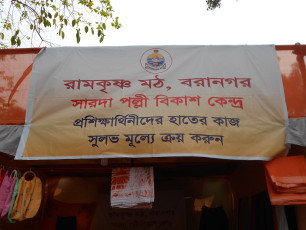 রামকৃষ্ণ মঠ, বরানগর
সারদা পল্লী বিকাশ কেন্দ্র
প্রশিক্ষার্থিনীদের হাতের কাজ
সুলভ মূল্যে ক্রয় করুন